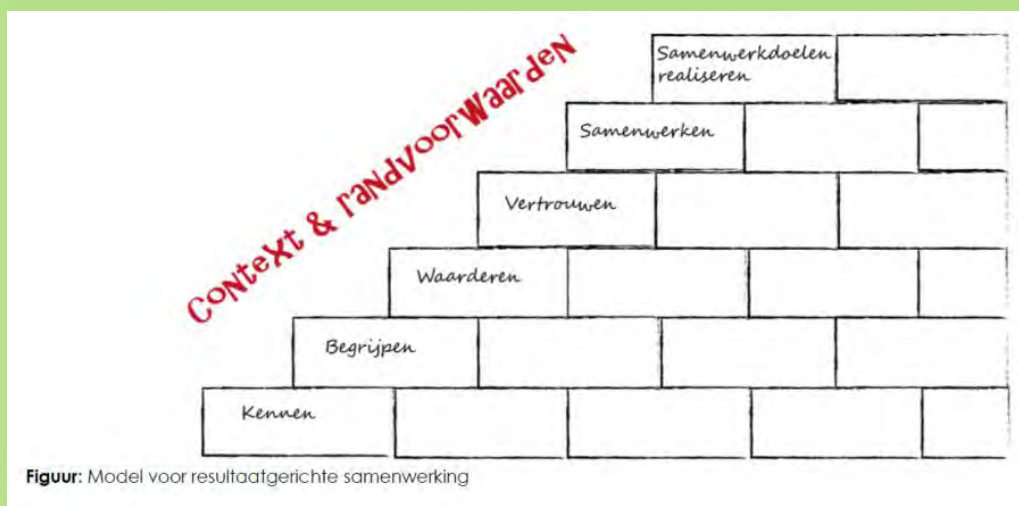 Context & randvoorwaarden
Samenwerkdoelen
realiseren
Samenwerken
Vertrouwen
Waarderen
Begrijpen
Kennen
Figuur: Model voor resultaatgerichte samenwerking